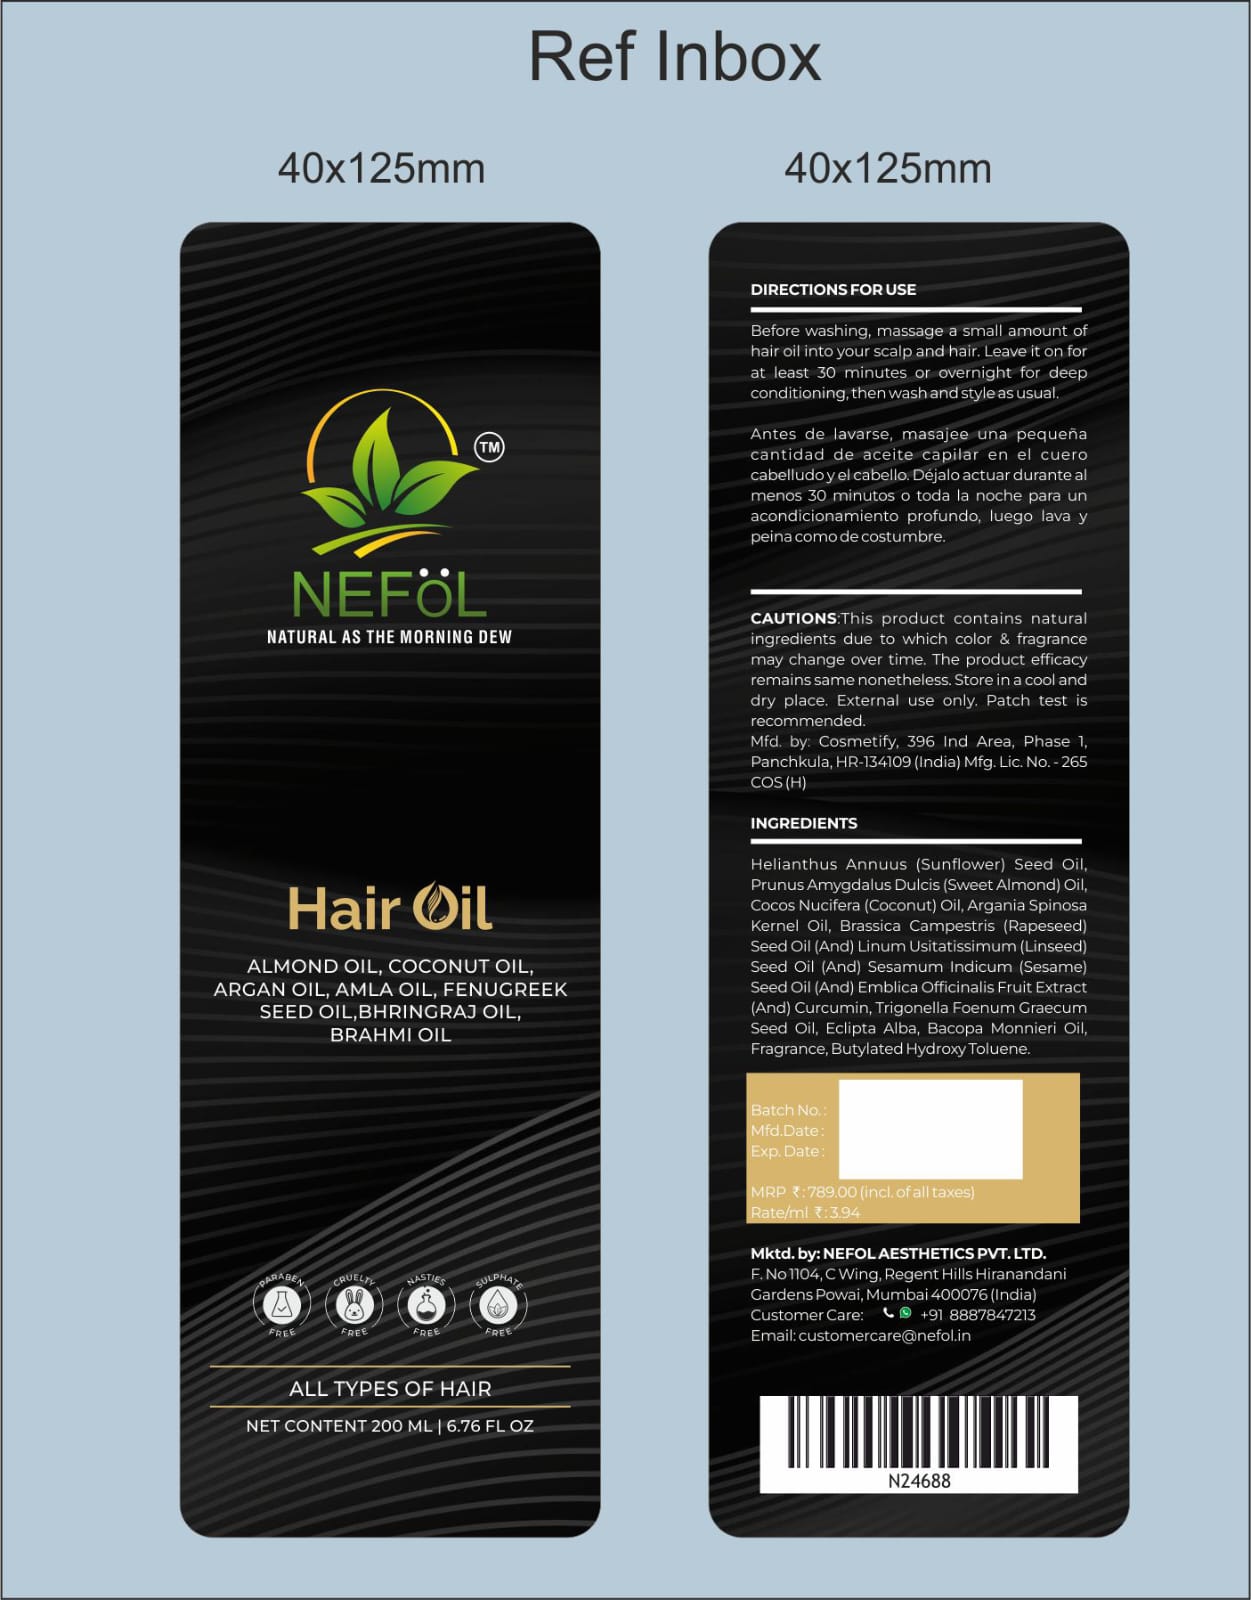 Ref Inbox
40x125mm
40x125mm
TM
NEFöL
NATURAL AS THE MORNING DEW
Hair Oil
ALMOND OIL, COCONUT OIL,
ARGAN OIL, AMLA OIL, FENUGREEK
SEED OIL,BHRINGRAJ OIL,
BRAHMI OIL
PARABEN FREE
CRUELTY FREE
NASTIES FREE
SULPHATE FREE
ALL TYPES OF HAIR
NET CONTENT 200 ML | 6.76 FL OZ
DIRECTIONS FOR USE
Before washing, massage a small amount of
hair oil into your scalp and hair. Leave it on for
at least 30 minutes or overnight for deep
conditioning, then wash and style as usual.
Antes de lavarse, masajee una pequeña
cantidad de aceite capilar en el cuero
cabelludo y el cabello. Déjalo actuar durante al
menos 30 minutos o toda la noche para un
acondicionamiento profundo, luego lava y
peina como de costumbre.
CAUTIONS:This product contains natural
ingredients due to which color & fragrance
may change over time. The product efficacy
remains same nonetheless. Store in a cool and
dry place. External use only. Patch test is
recommended.
Mfd. by: Cosmetify, 396 Ind Area, Phase 1,
Panchkula, HR-134109 (India) Mfg. Lic. No. - 265
COS (H)
INGREDIENTS
Helianthus Annuus (Sunflower) Seed Oil,
Prunus Amygdalus Dulcis (Sweet Almond) Oil,
Cocos Nucifera (Coconut) Oil, Argania Spinosa
Kernel Oil, Brassica Campestris (Rapeseed)
Seed Oil (And) Linum Usitatissimum (Linseed)
Seed Oil (And) Sesamum Indicum (Sesame)
Seed Oil (And) Emblica Officinalis Fruit Extract
(And) Curcumin, Trigonella Foenum Graecum
Seed Oil, Eclipta Alba, Bacopa Monnieri Oil,
Fragrance, Butylated Hydroxy Toluene.
Batch No. :
Mfd.Date :
Exp. Date :
MRP ₹ : 789.00 (incl. of all taxes)
Rate/ml ₹ : 3.94
Mktd. by: NEFOL AESTHETICS PVT. LTD.
F. No 1104, C Wing, Regent Hills Hiranandani
Gardens Powai, Mumbai 400076 (India)
Customer Care: +91 8887847213
Email: customercare@nefol.in
N24688